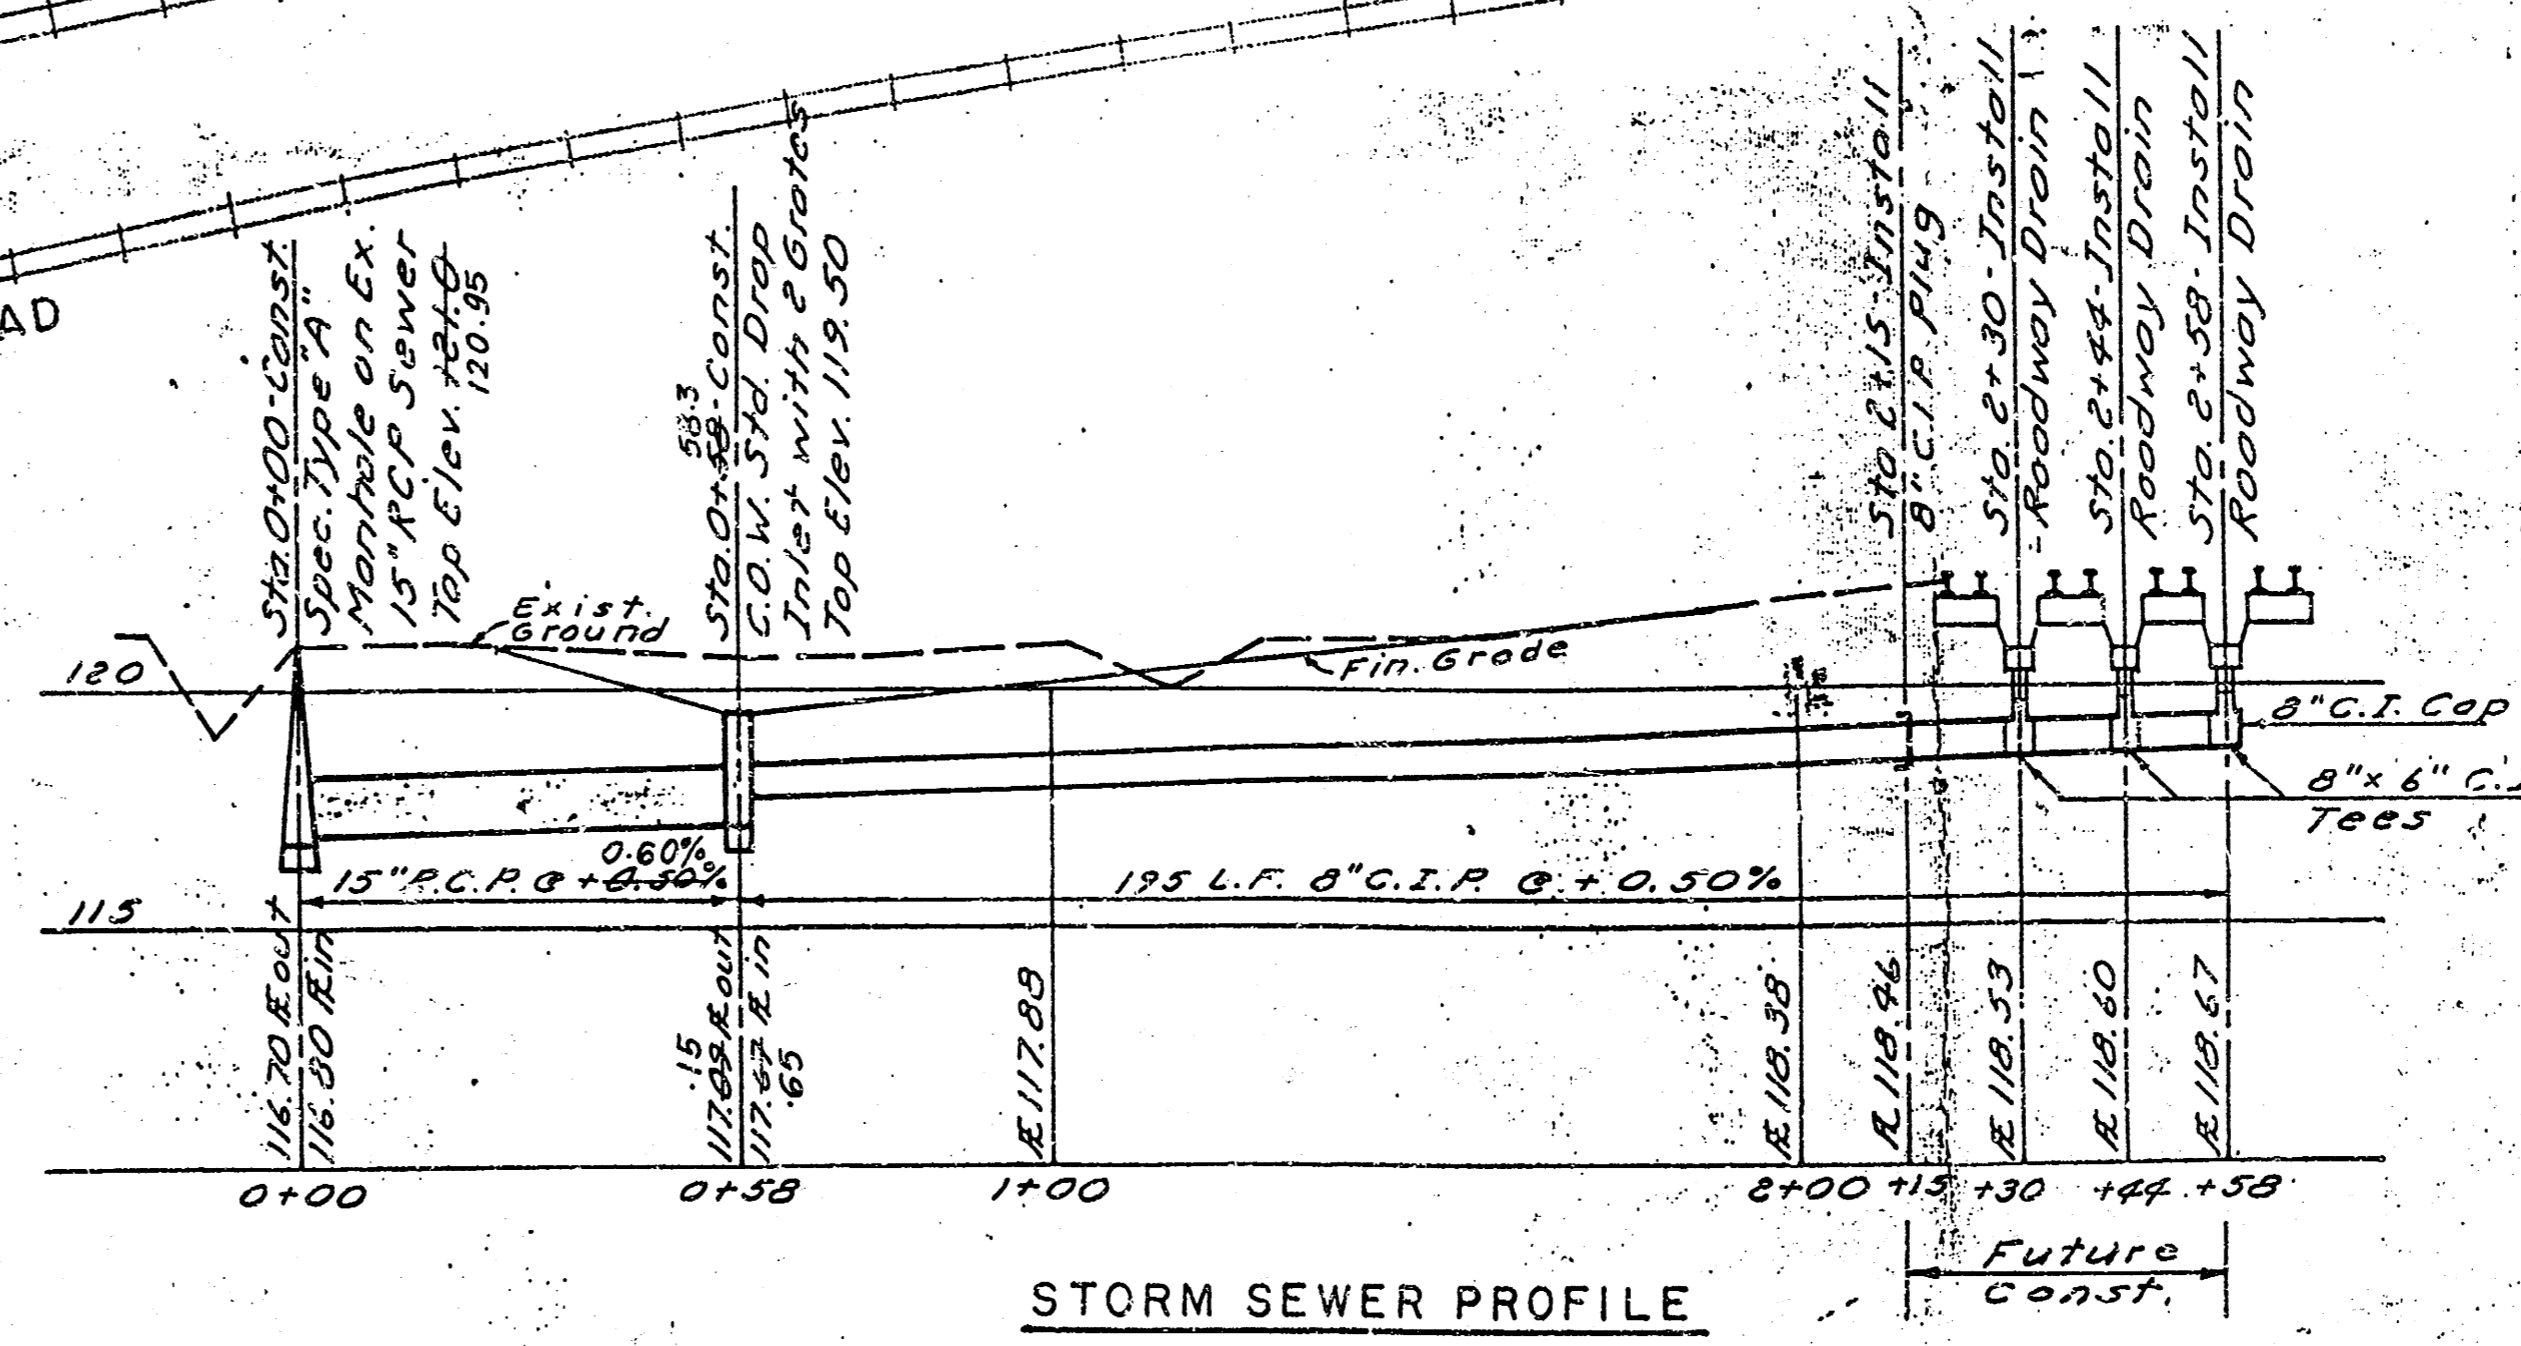 AD
Sta. 0+00-Const.
Spec. Type "A"
Manhole on Ex.
15" RCP Sewer
Top Elev. 121.0
120.95
58.3
Sta. 0+58-Const.
C.O.W. Std. Drop
Inlet with 2 Grates
Top Elev. 119.50
Sta 2+15-Install
8" C.I.P. Plug
Sta. 2+30-Install
Roadway Drain
Sta. 2+44-Install
Roadway Drain
Sta. 2+58-Install
Roadway Drain
Exist.
Ground
Fin. Grade
120
8" C.I. Cap
8" x 6" C.I.
Tees
0.60%
15" R.C.P. @ +0.50%
195 L.F. 8" C.I.P. @ + 0.50%
115
116.70 Æ out
116.80 Æ in
.15
117.09 Æ out
117.67 Æ in
.65
Æ 117.88
Æ 118.38
Æ 118.46
Æ 118.53
Æ 118.60
Æ 118.67
0+00
0+58
1+00
2+00
+15
+30
+44
+58
Future
Const.
STORM SEWER PROFILE